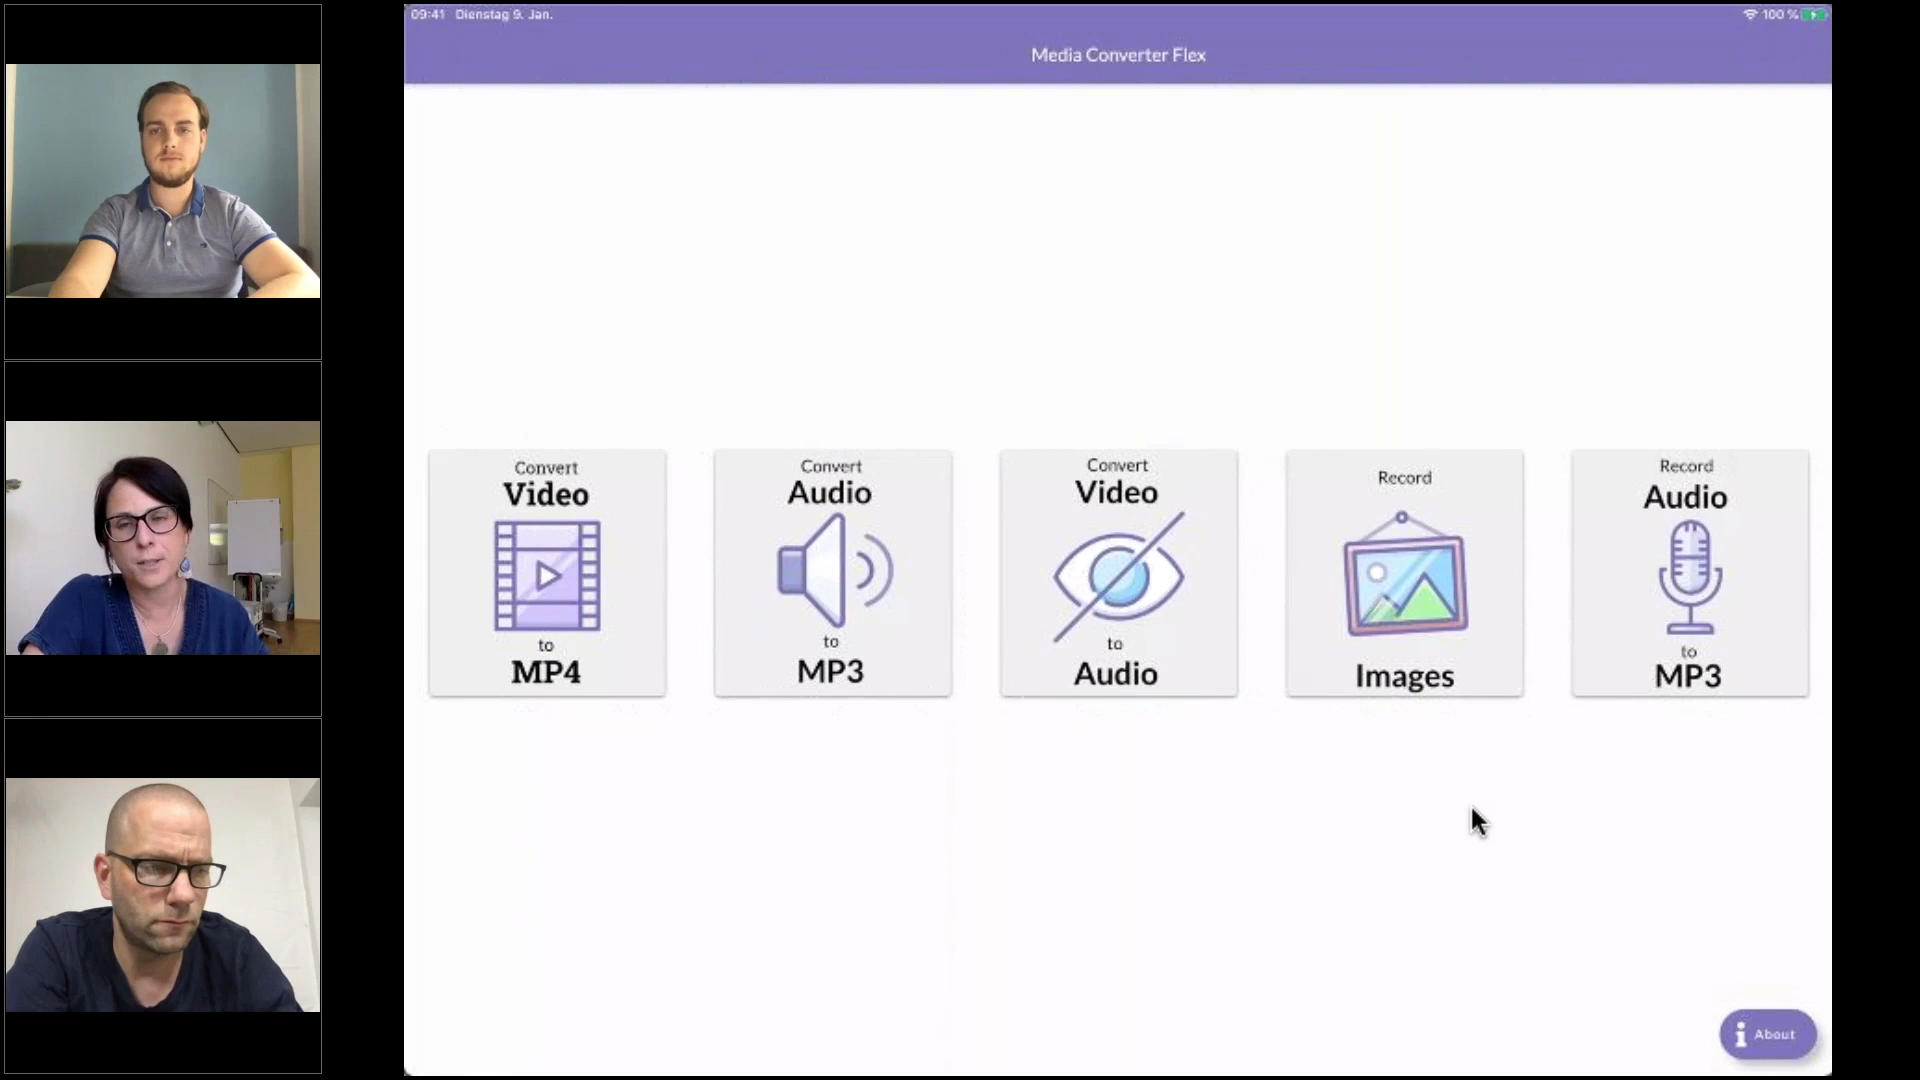 09:41 Dienstag 9. Jan.
100 %
Media Converter Flex
Convert
Video
to
MP4
Convert
Audio
to
MP3
Convert
Video
to
Audio
Record
Images
Record
Audio
to
MP3
About